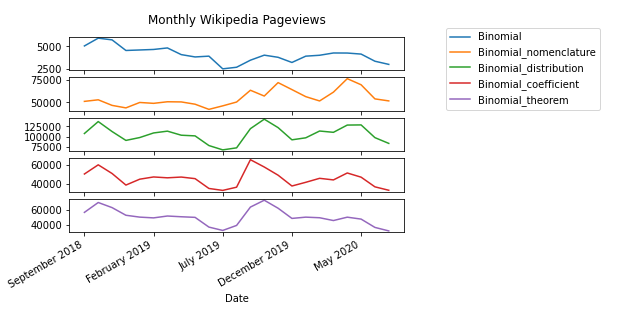 Monthly Wikipedia Pageviews
5000
2500
75000
50000
125000
100000
75000
60000
40000
60000
40000
September 2018
February 2019
July 2019
December 2019
May 2020
Date
Binomial
Binomial_nomenclature
Binomial_distribution
Binomial_coefficient
Binomial_theorem